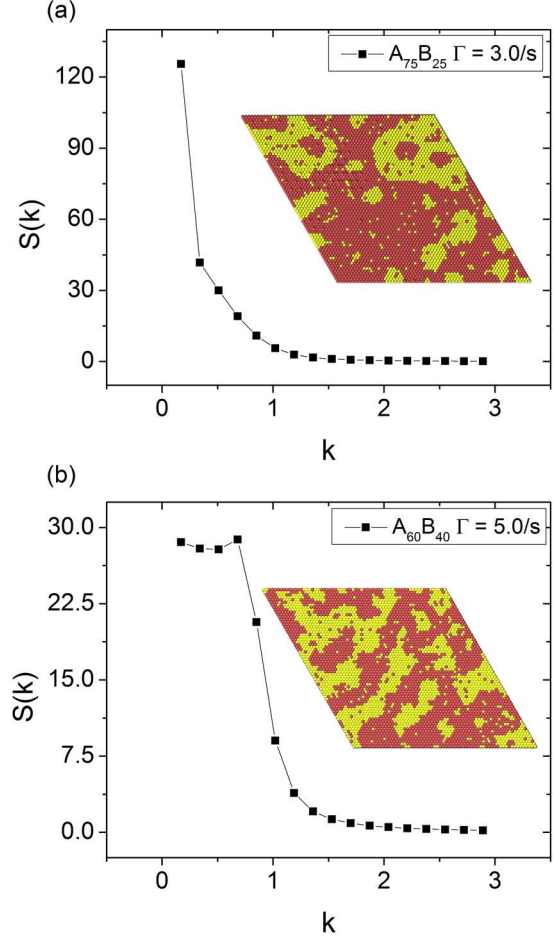 (a)
A₇₅B₂₅ Γ = 3.0/s
120
90
60
30
0
S(k)
0 1 2 3
k
(b)
A₆₀B₄₀ Γ = 5.0/s
30.0
22.5
15.0
7.5
0.0
S(k)
0 1 2 3
k